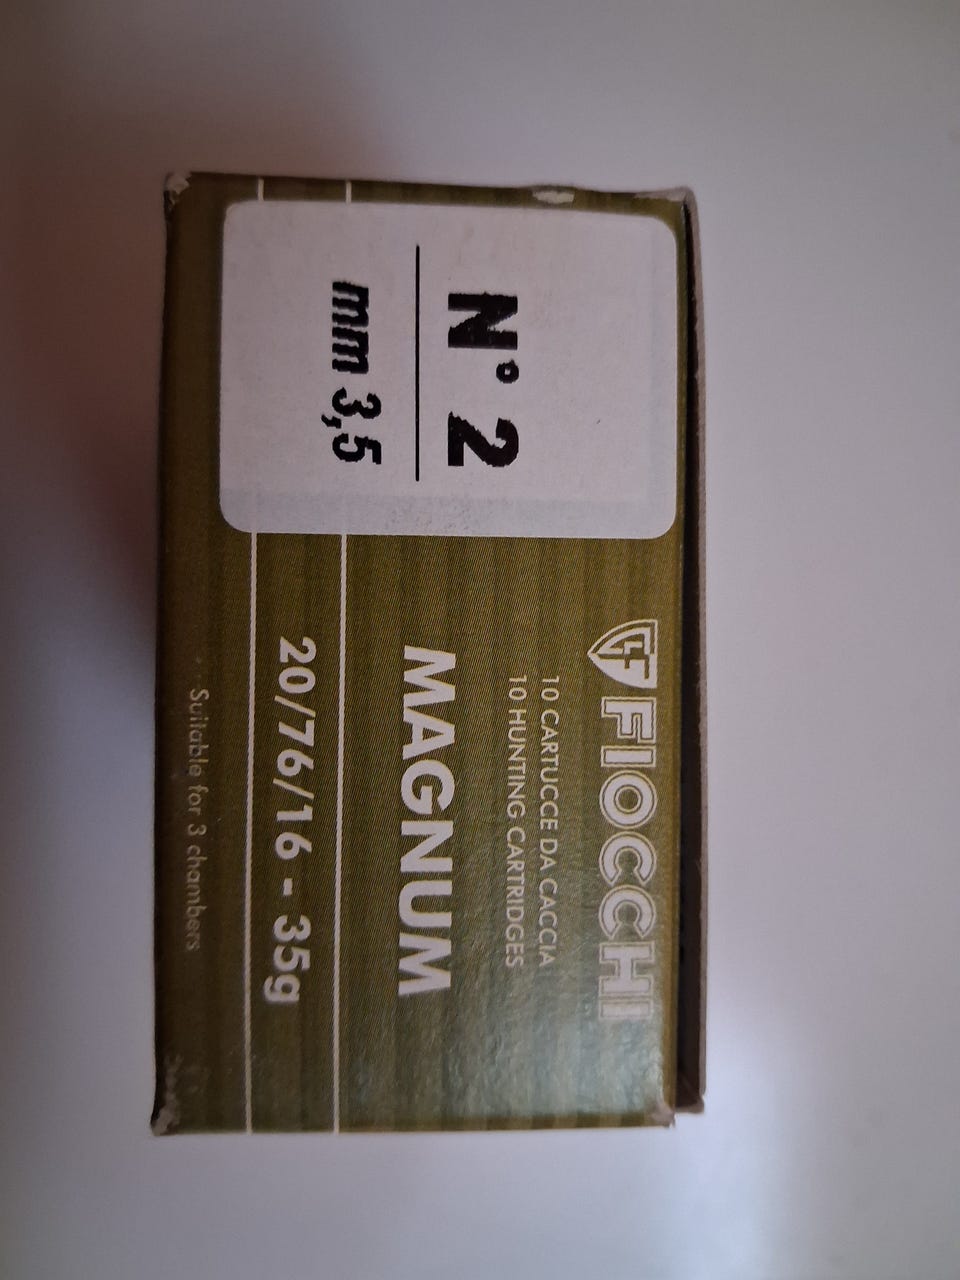 N° 2
mm 3,5
FIOCCHI
10 CARTUCCE DA CACCIA
10 HUNTING CARTRIDGES
MAGNUM
20/76/16 - 35g
Suitable for 3 chambers